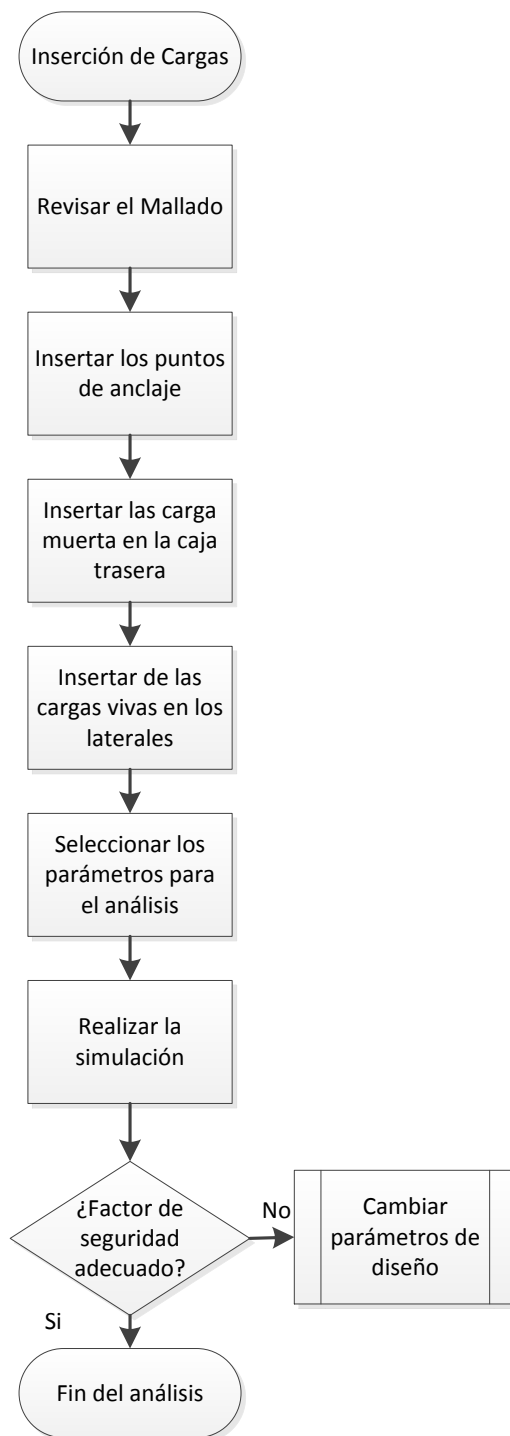 Inserción de Cargas
Revisar el Mallado
Insertar los puntos
de anclaje
Insertar las carga
muerta en la caja
trasera
Insertar de las
cargas vivas en los
laterales
Seleccionar los
parámetros para
el análisis
Realizar la
simulación
¿Factor de
seguridad
adecuado?
No
Cambiar
parámetros de
diseño
Si
Fin del análisis